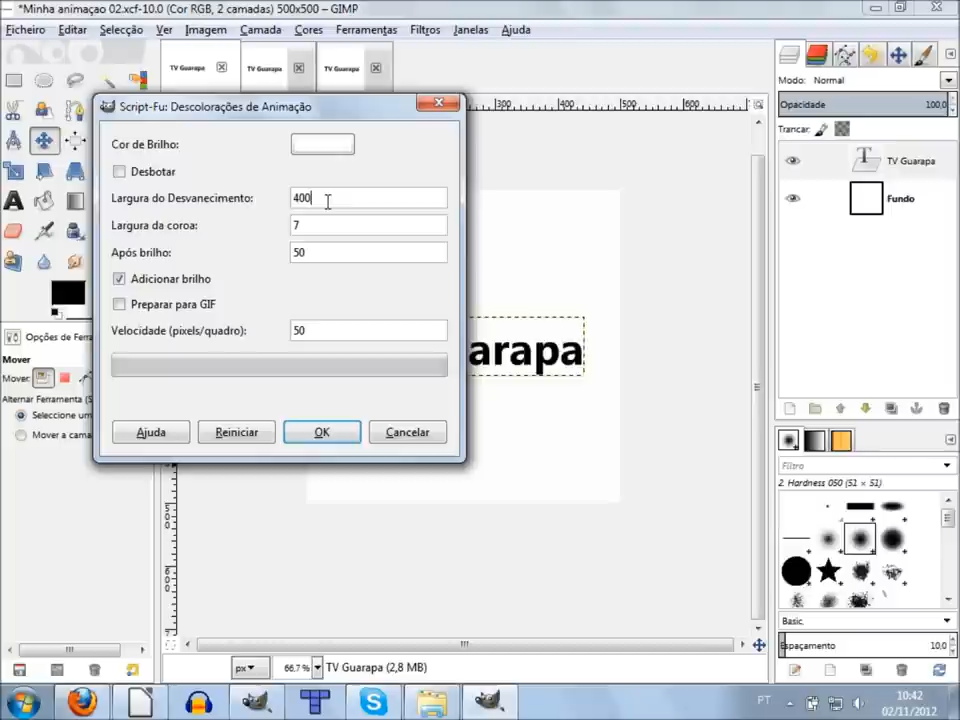 *Minha animaçao 02.xcf-10.0 (Cor RGB, 2 camadas) 500x500 – GIMP
Ficheiro Editar Selecção Ver Imagem Camada Cores Ferramentas Filtros Janelas Ajuda
TV Guarapa TV Guarapa TV Guarapa
Modo: Normal
Opacidade 100,0
Trancar:
TV Guarapa
Fundo
300 400 500 600
Script-Fu: Descolorações de Animação
Cor de Brilho:
Desbotar
Largura do Desvanecimento: 400
Largura da coroa: 7
Após brilho: 50
Adicionar brilho
Preparar para GIF
Velocidade (pixels/quadro): 50
Ajuda Reiniciar OK Cancelar
arapa
Opções de Ferra
Mover
Mover:
Alternar Ferramenta (S
Seleccione um
Mover a cama
Filtro
2. Hardness 050 (51 × 51)
Basic,
Espaçamento 10,0
px 66,7 % TV Guarapa (2,8 MB)
PT 10:42
02/11/2012